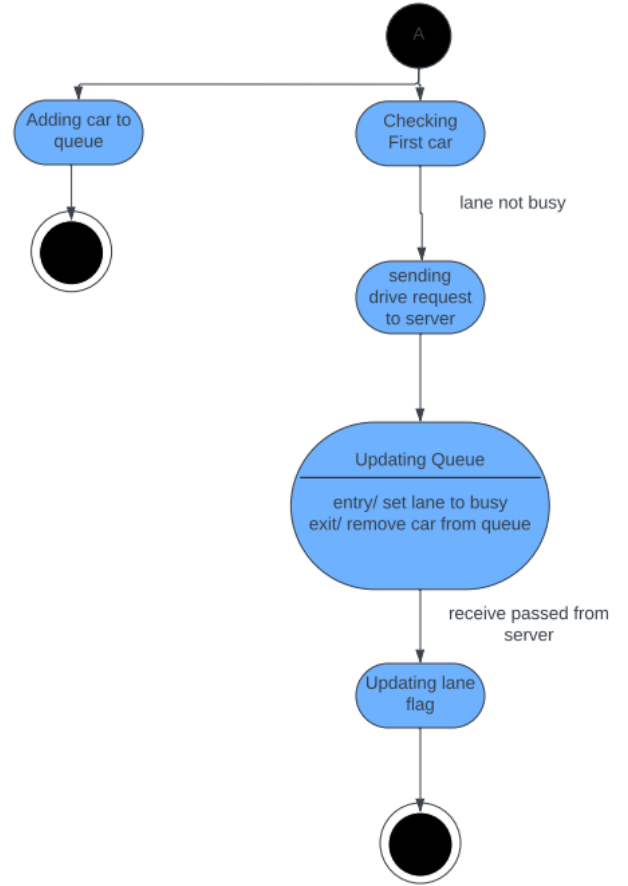 A
Adding car to
queue
Checking
First car
lane not busy
sending
drive request
to server
Updating Queue
entry/ set lane to busy
exit/ remove car from queue
receive passed from
server
Updating lane
flag